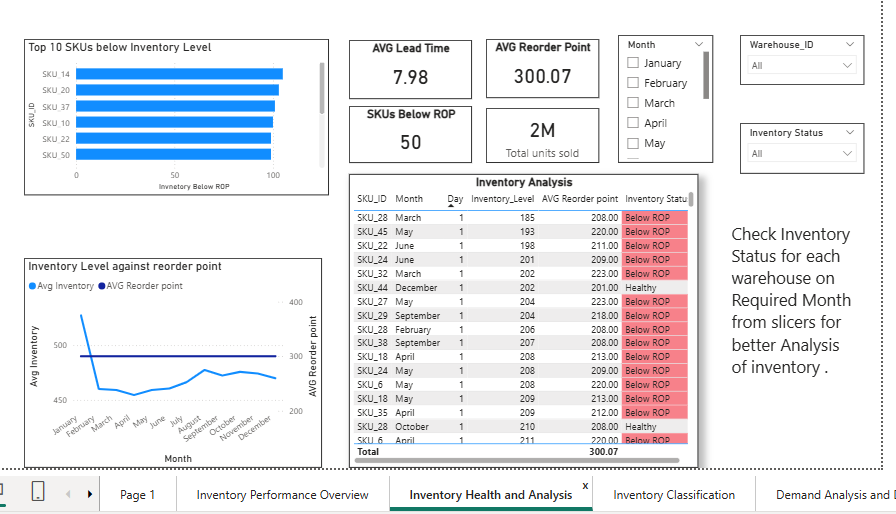 Top 10 SKUs below Inventory Level
SKU_ID
SKU_14
SKU_20
SKU_37
SKU_10
SKU_22
SKU_50
0 50 100
Invnetory Below ROP
AVG Lead Time
7.98
AVG Reorder Point
300.07
SKUs Below ROP
50
2M
Total units sold
Month
January
February
March
April
May
Warehouse_ID
All
Inventory Status
All
Inventory Level against reorder point
Avg Inventory AVG Reorder point
Avg Inventory
500
450
400
300
200
AVG Reorder point
January February March April May June July August September October November December
Month
Inventory Analysis
SKU_ID Month Day Inventory_Level AVG Reorder point Inventory Statu
SKU_28 March 1 185 208.00 Below ROP
SKU_45 May 1 193 220.00 Below ROP
SKU_22 June 1 198 211.00 Below ROP
SKU_24 June 1 201 209.00 Below ROP
SKU_32 March 1 202 223.00 Below ROP
SKU_44 December 1 202 201.00 Healthy
SKU_27 May 1 204 223.00 Below ROP
SKU_29 September 1 204 218.00 Below ROP
SKU_28 February 1 206 208.00 Below ROP
SKU_38 September 1 207 208.00 Below ROP
SKU_18 April 1 208 213.00 Below ROP
SKU_24 May 1 208 209.00 Below ROP
SKU_6 May 1 208 220.00 Below ROP
SKU_18 May 1 209 213.00 Below ROP
SKU_35 April 1 209 212.00 Below ROP
SKU_28 October 1 210 208.00 Healthy
SKU_6 April 1 211 220.00 Below ROP
Total 300.07
Check Inventory
Status for each
warehouse on
Required Month
from slicers for
better Analysis
of inventory .
Page 1 Inventory Performance Overview Inventory Health and Analysis x Inventory Classification Demand Analysis and